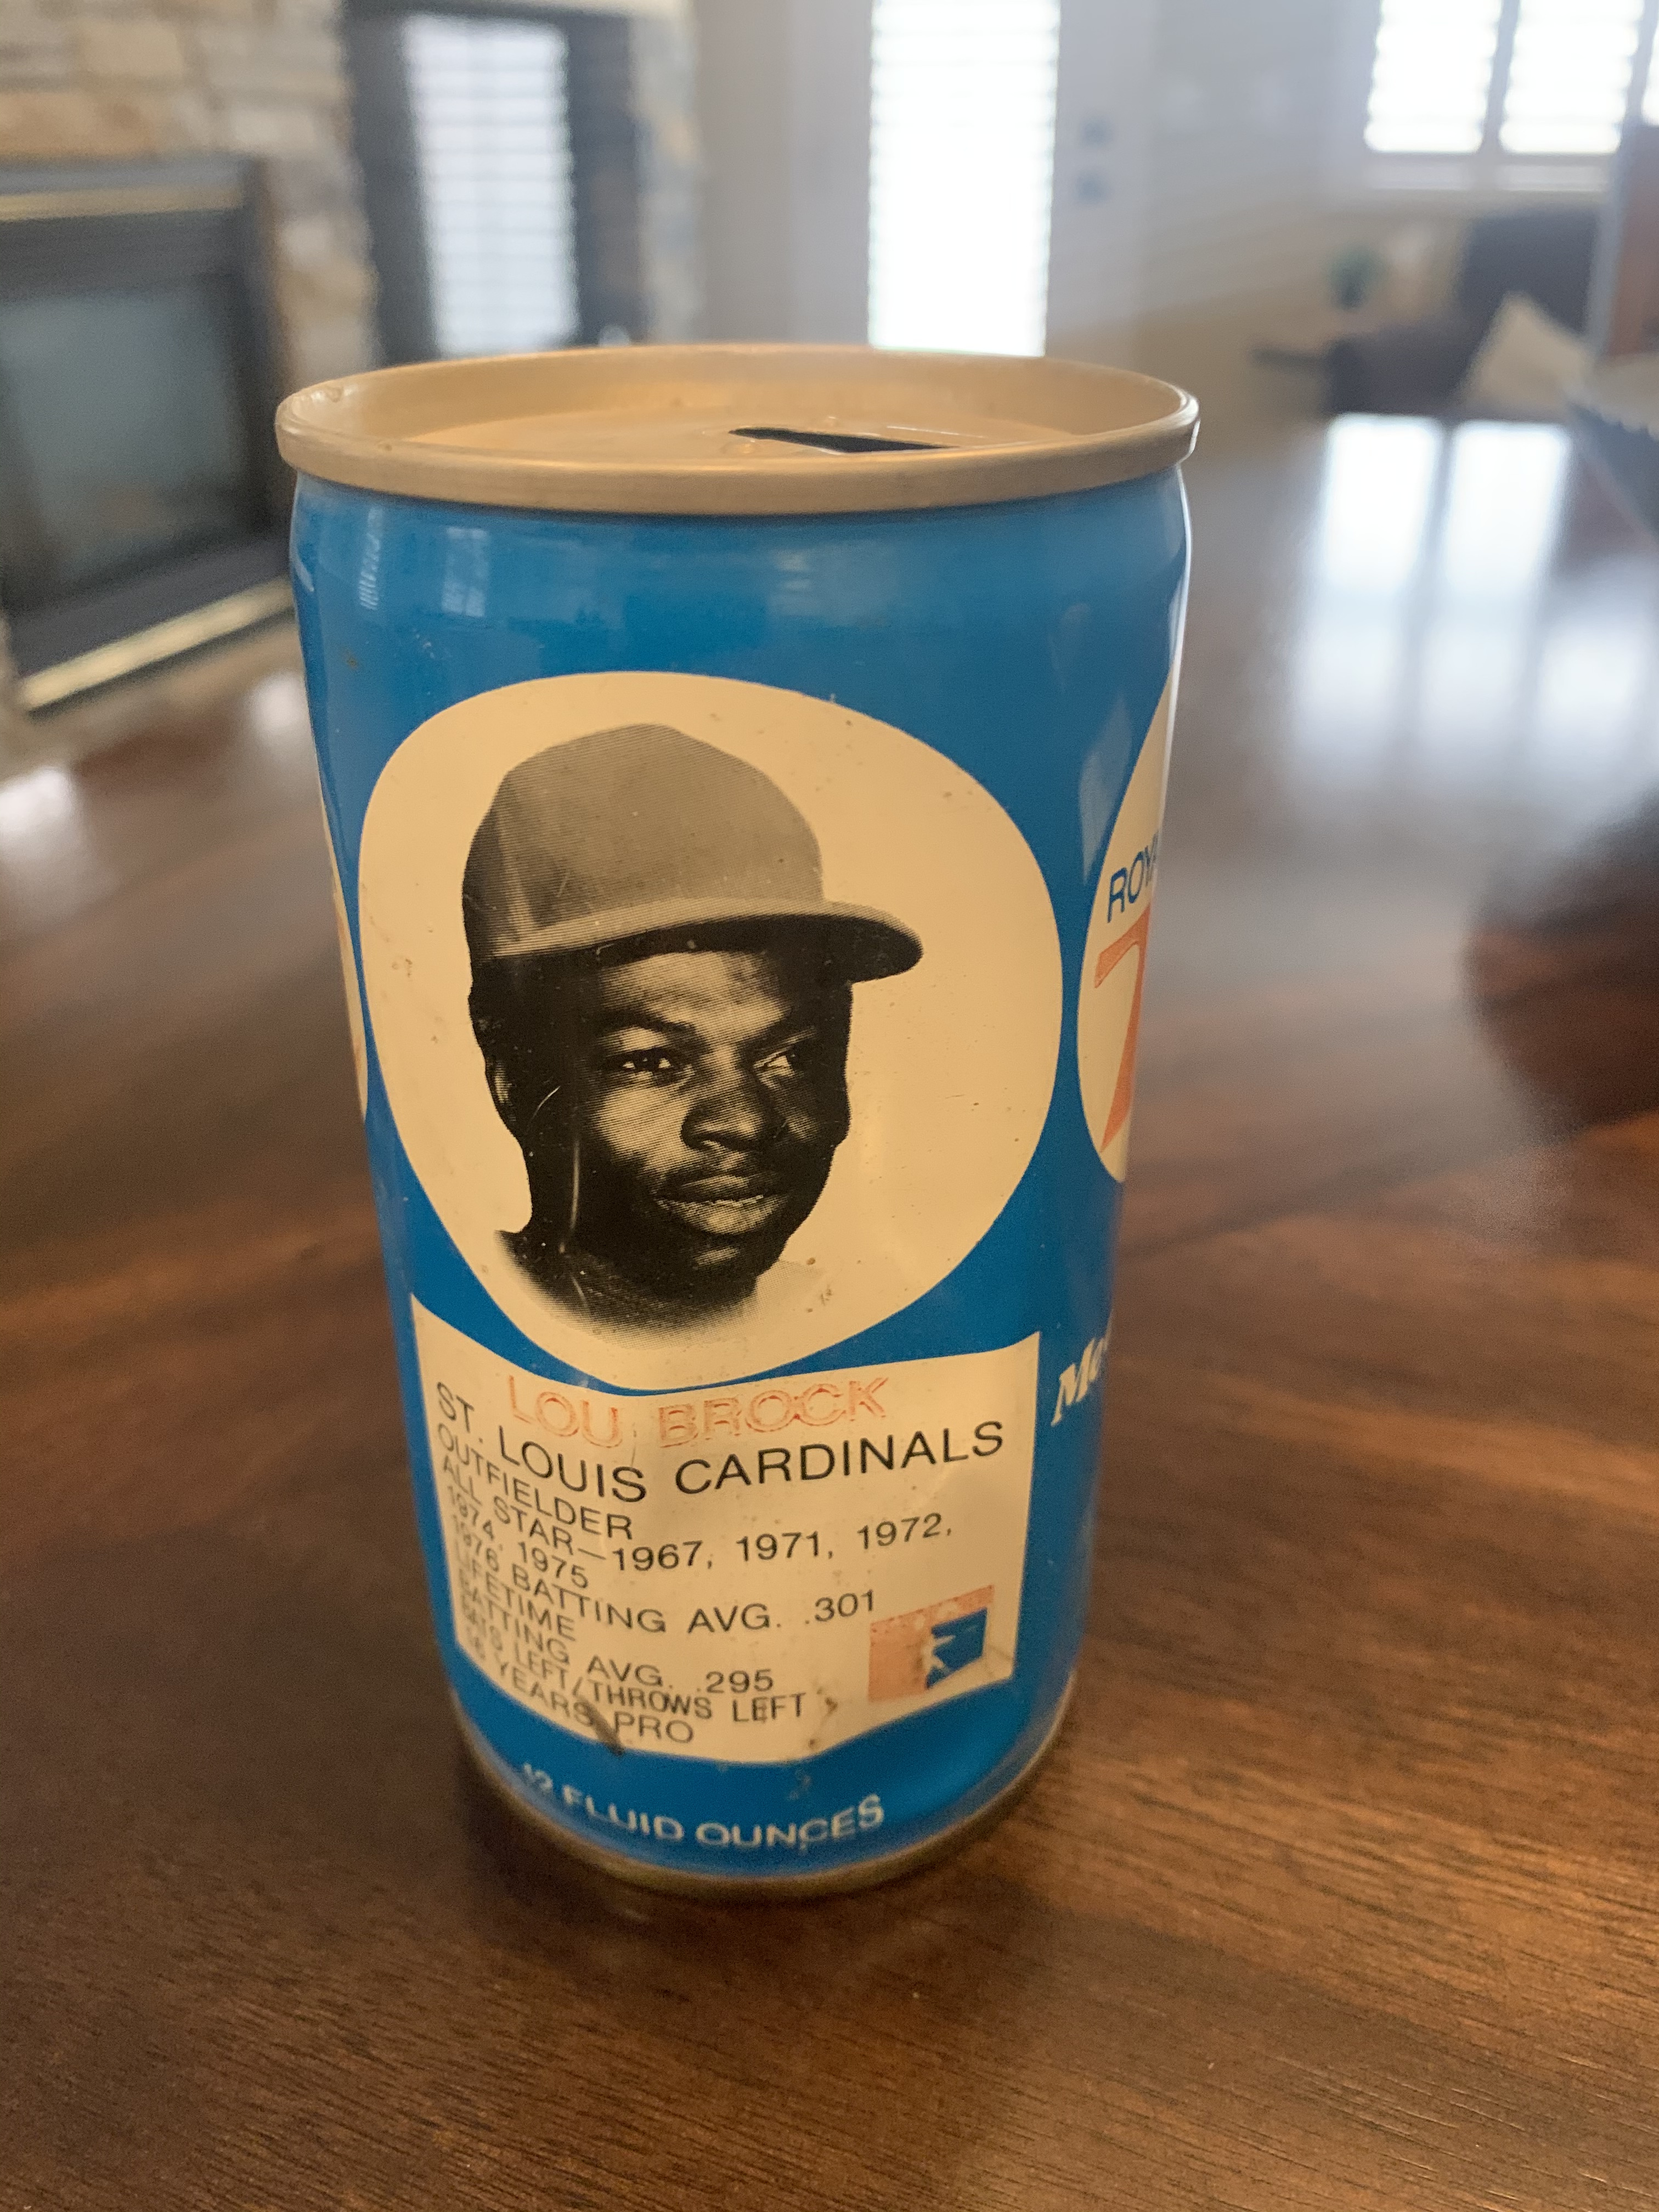 LOU BROCK
ST. LOUIS CARDINALS
OUTFIELDER
ALL STAR—1967, 1971, 1972,
1974, 1975
1976 BATTING AVG. .301
LIFETIME
BATTING AVG. .295
BATS LEFT/THROWS LEFT
16 YEARS PRO
12 FLUID OUNCES